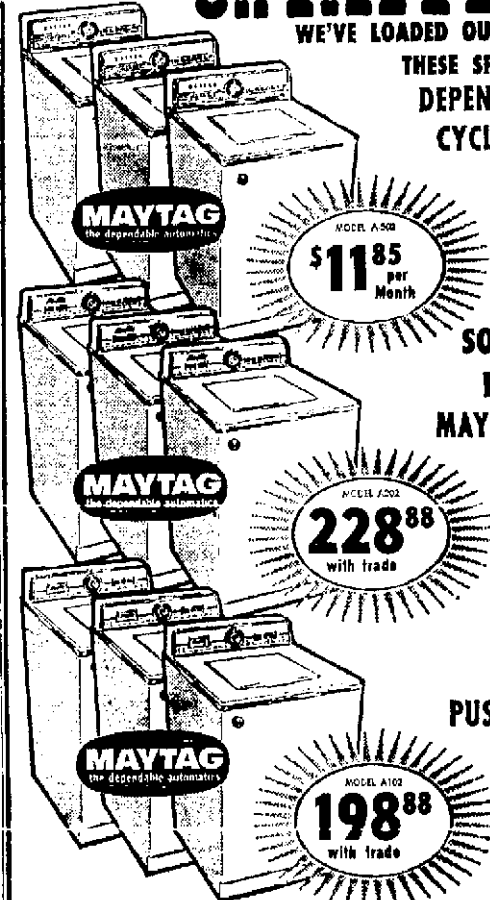 WE'VE LOADED OU
THESE SP
DEPEN
CYCL
MAYTAG
the dependable automatics
MODEL A502
$11 85
per
Month
SO
MAY
MAYTAG
the dependable automatics
MODEL A202
228 88
with trade
PUS
MAYTAG
the dependable automatics
MODEL A102
198 88
with trade